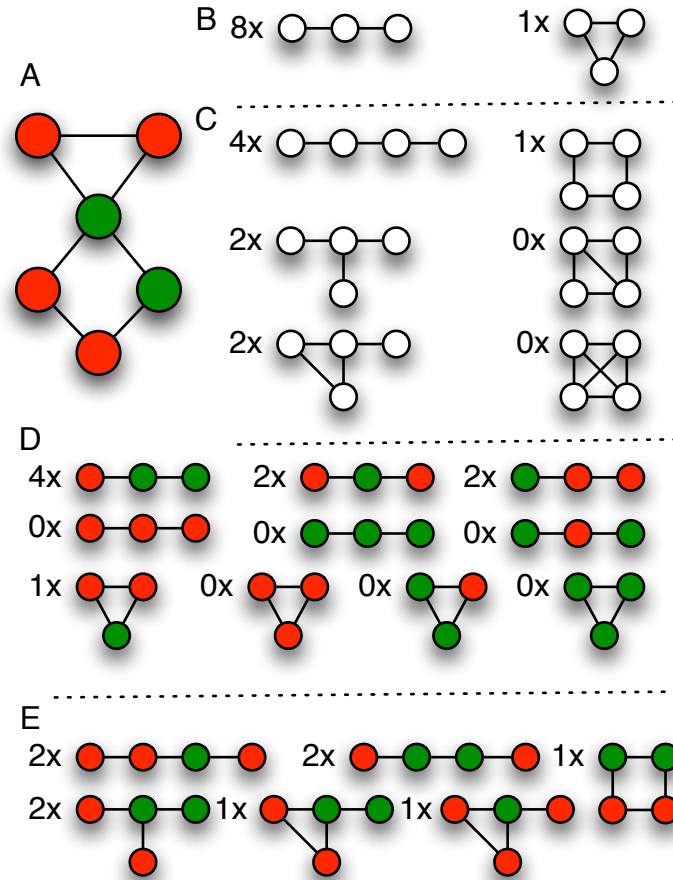 A
B
8x 1x
C
4x 1x
2x 0x
2x 0x
D
4x 2x 2x
0x 0x 0x
1x 0x 0x 0x
E
2x 2x 1x
2x 1x 1x